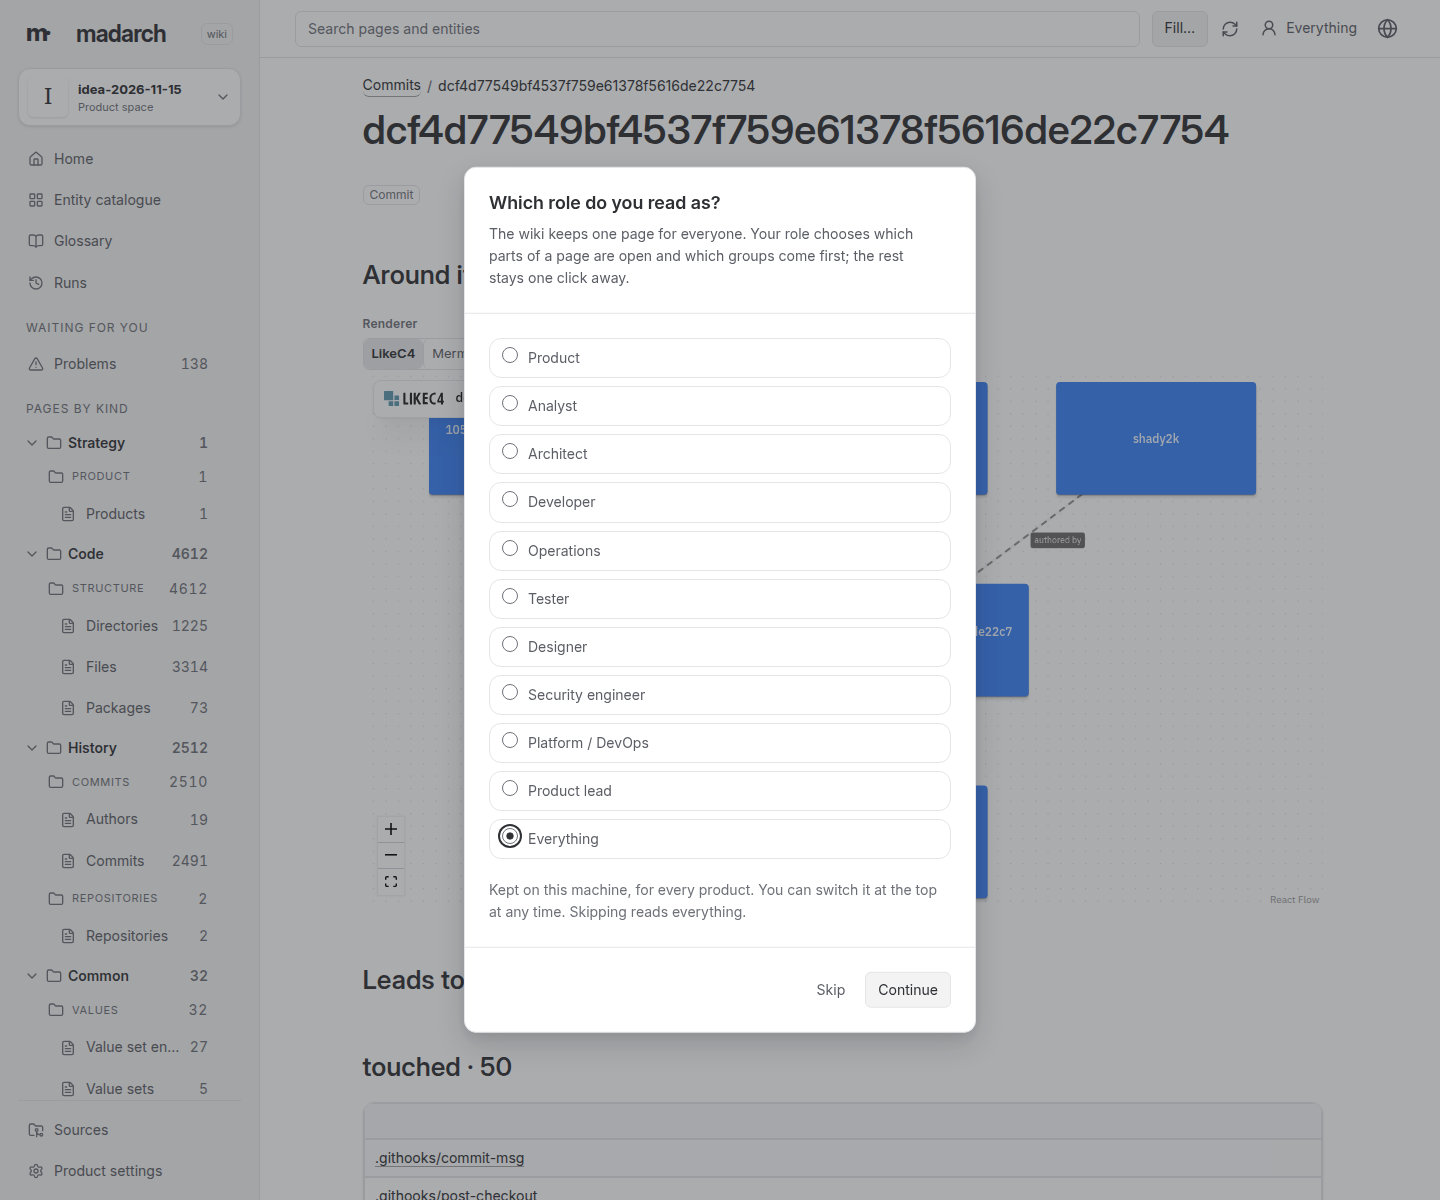 m
madarch
wiki
Search pages and entities
Fill...
Everything
I
idea-2026-11-15
Product space
Home
Entity catalogue
Glossary
Runs
WAITING FOR YOU
Problems 138
PAGES BY KIND
Strategy 1
PRODUCT 1
Products 1
Code 4612
STRUCTURE 4612
Directories 1225
Files 3314
Packages 73
History 2512
COMMITS 2510
Authors 19
Commits 2491
REPOSITORIES 2
Repositories 2
Common 32
VALUES 32
Value set en... 27
Value sets 5
Sources
Product settings
Commits / dcf4d77549bf4537f759e61378f5616de22c7754
dcf4d77549bf4537f759e61378f5616de22c7754
Commit
Around
Renderer
LikeC4
LIKEC4
105
shady2k
authored by
de22c7
React Flow
Leads to
touched · 50
.githooks/commit-msg
.githooks/post-checkout
Which role do you read as?
The wiki keeps one page for everyone. Your role chooses which
parts of a page are open and which groups come first; the rest
stays one click away.
Product
Analyst
Architect
Developer
Operations
Tester
Designer
Security engineer
Platform / DevOps
Product lead
Everything
Kept on this machine, for every product. You can switch it at the top
at any time. Skipping reads everything.
Skip
Continue